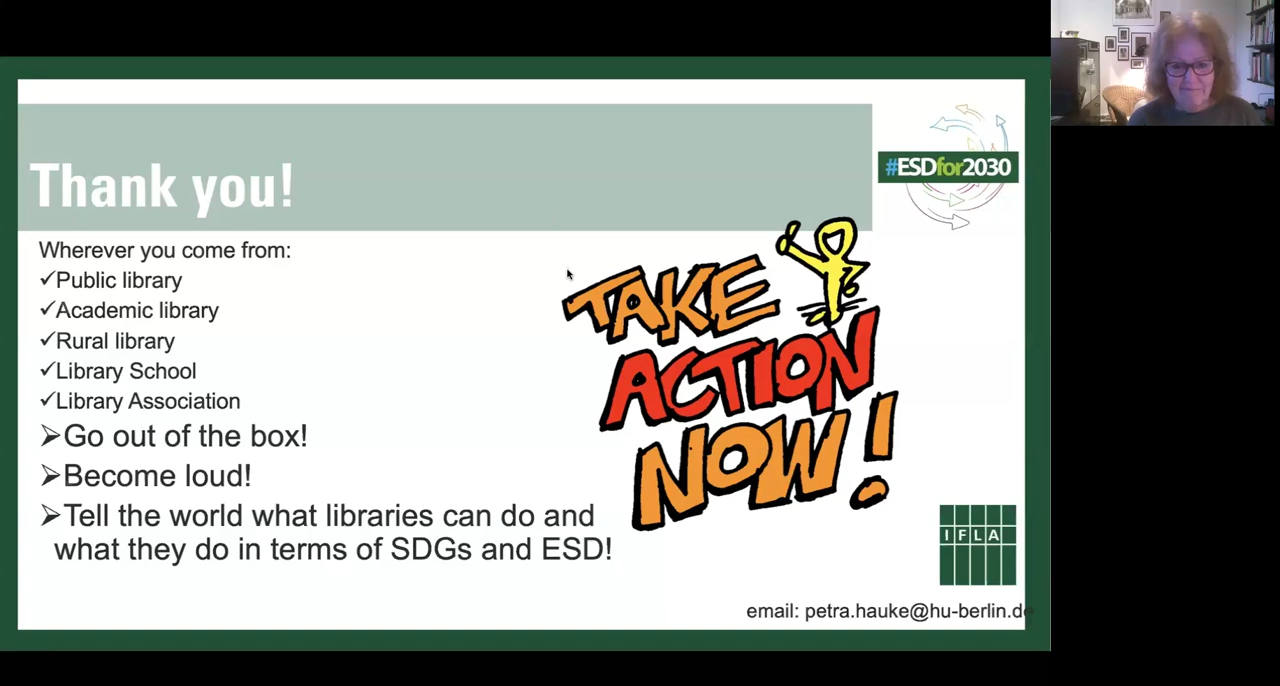 #ESDfor2030
Thank you!
Wherever you come from:
✓Public library
✓Academic library
✓Rural library
✓Library School
✓Library Association
➢Go out of the box!
➢Become loud!
➢Tell the world what libraries can do and
what they do in terms of SDGs and ESD!
TAKE
ACTION
NOW!
IFLA
email: petra.hauke@hu-berlin.de